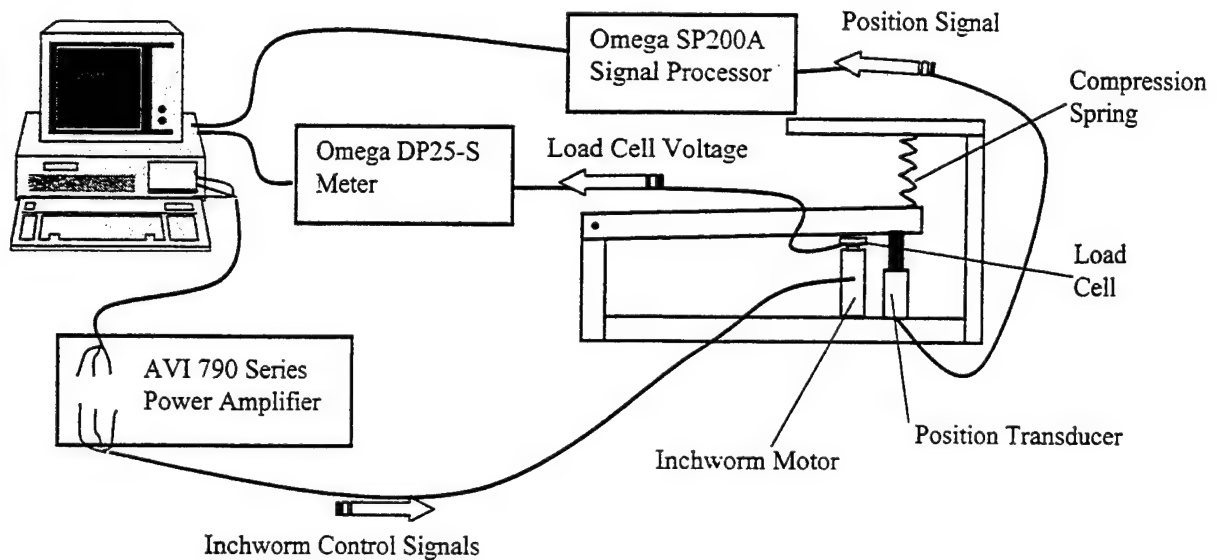 Position Signal
Omega SP200A
Signal Processor
Compression
Spring
Omega DP25-S
Meter
Load Cell Voltage
Load
Cell
AVI 790 Series
Power Amplifier
Position Transducer
Inchworm Motor
Inchworm Control Signals